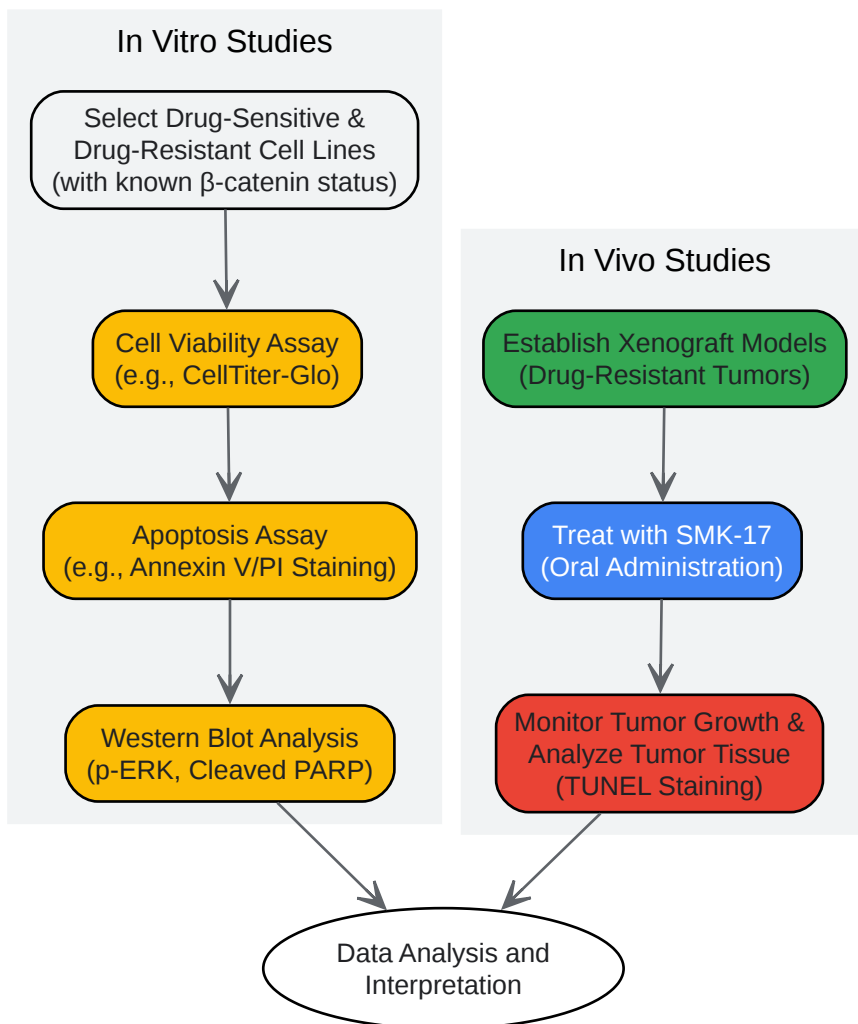 In Vitro Studies
Select Drug-Sensitive &
Drug-Resistant Cell Lines
(with known β-catenin status)
Cell Viability Assay
(e.g., CellTiter-Glo)
Apoptosis Assay
(e.g., Annexin V/PI Staining)
Western Blot Analysis
(p-ERK, Cleaved PARP)
In Vivo Studies
Establish Xenograft Models
(Drug-Resistant Tumors)
Treat with SMK-17
(Oral Administration)
Monitor Tumor Growth &
Analyze Tumor Tissue
(TUNEL Staining)
Data Analysis and
Interpretation